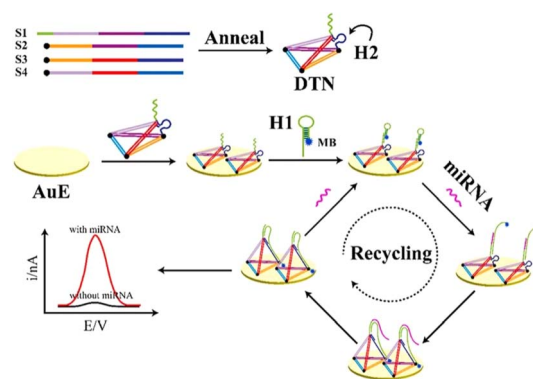 S1
S2
S3
S4
Anneal
H2
DTN
AuE
H1
MB
miRNA
Recycling
i/nA
with miRNA
without miRNA
E/V